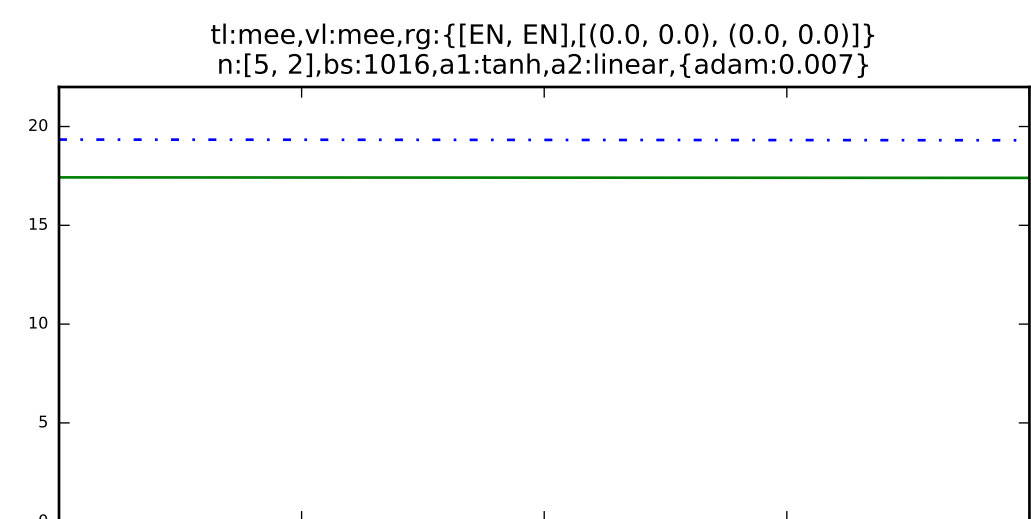 tl:mee,vl:mee,rg:{[EN, EN],[(0.0, 0.0), (0.0, 0.0)]}
n:[5, 2],bs:1016,a1:tanh,a2:linear,{adam:0.007}
20
15
10
5
0